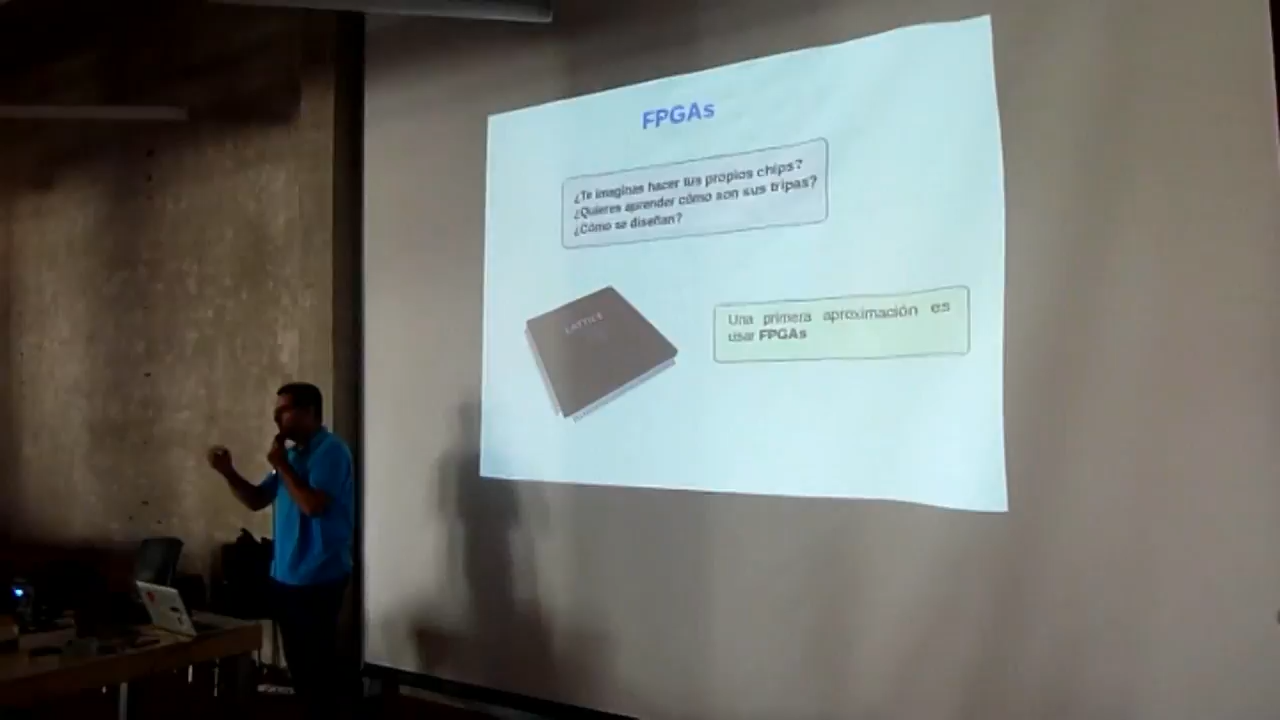 FPGAs
¿Te imaginas hacer tus propios chips?
¿Quieres aprender cómo son sus tripas?
¿Cómo se diseñan?
LATTICE
Una primera aproximación es
usar FPGAs